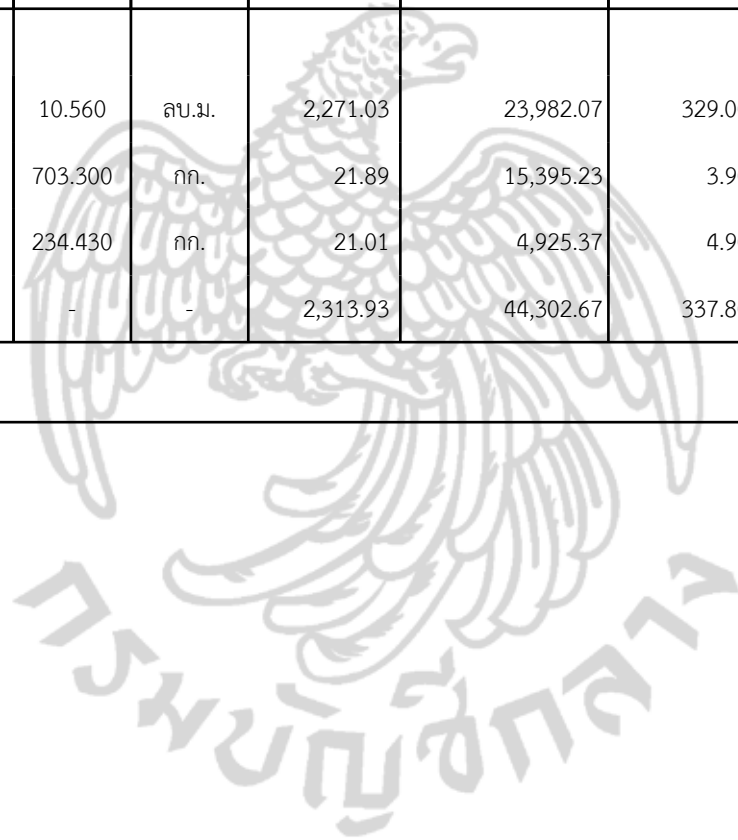 10.560 ลบ.ม. 2,271.03 23,982.07 329.0
703.300 กก. 21.89 15,395.23 3.9
234.430 กก. 21.01 4,925.37 4.9
- - 2,313.93 44,302.67 337.8
กรมบัญชีกลาง